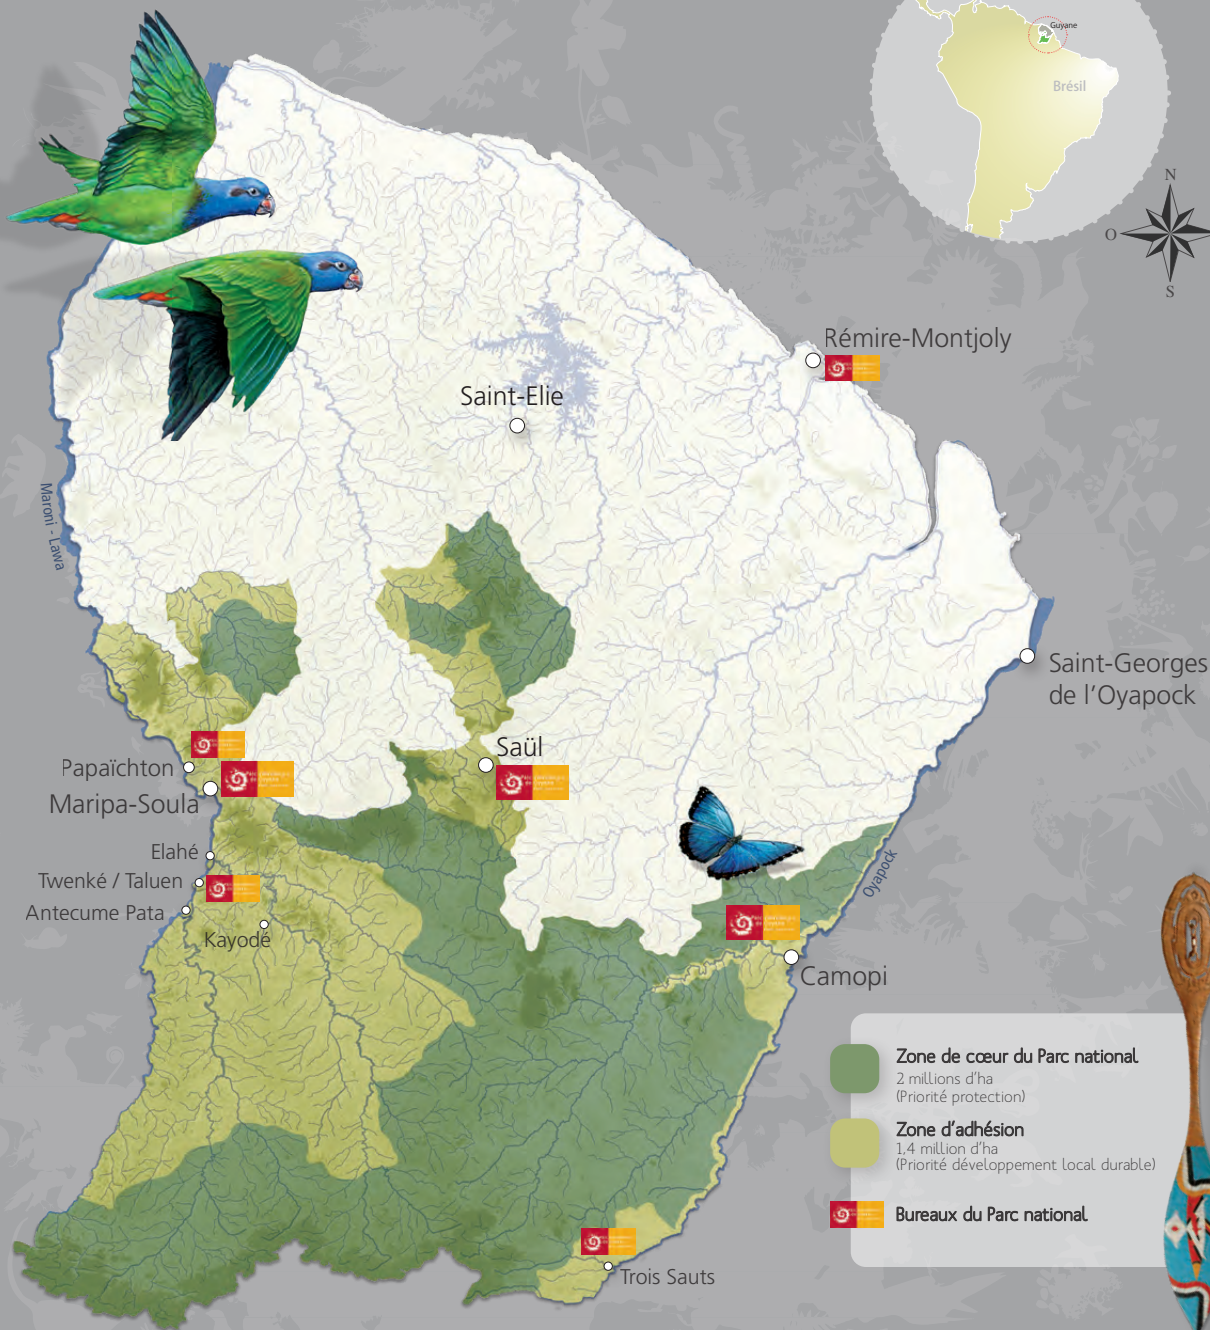 Guyane
Brésil
N
O
S
Rémire-Montjoly
Saint-Elie
Maroni - Lawa
Saint-Georges
de l'Oyapock
Saül
Papaïchton
Maripa-Soula
Elahé
Twenké / Taluen
Antecume Pata
Kayodé
Oyapock
Camopi
Zone de cœur du Parc national
2 millions d'ha
(Priorité protection)
Zone d'adhésion
1,4 million d'ha
(Priorité développement local durable)
Bureaux du Parc national
Trois Sauts